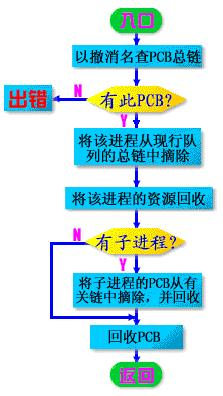 入口
以撤消名查PCB总链
N
出错
有此PCB?
Y
将该进程从现行队
列的总链中摘除
将该进程的资源回收
N
有子进程?
Y
将子进程的PCB从有
关链中摘除，并回收
回收PCB
返回